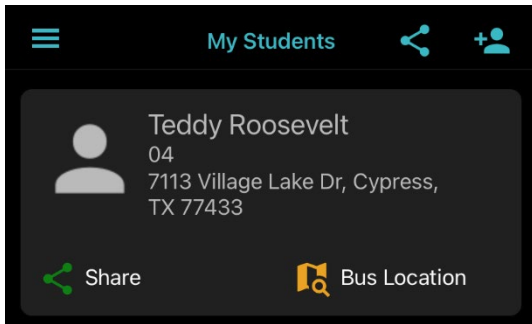 My Students
Teddy Roosevelt
04
7113 Village Lake Dr, Cypress,
TX 77433
Share
Bus Location